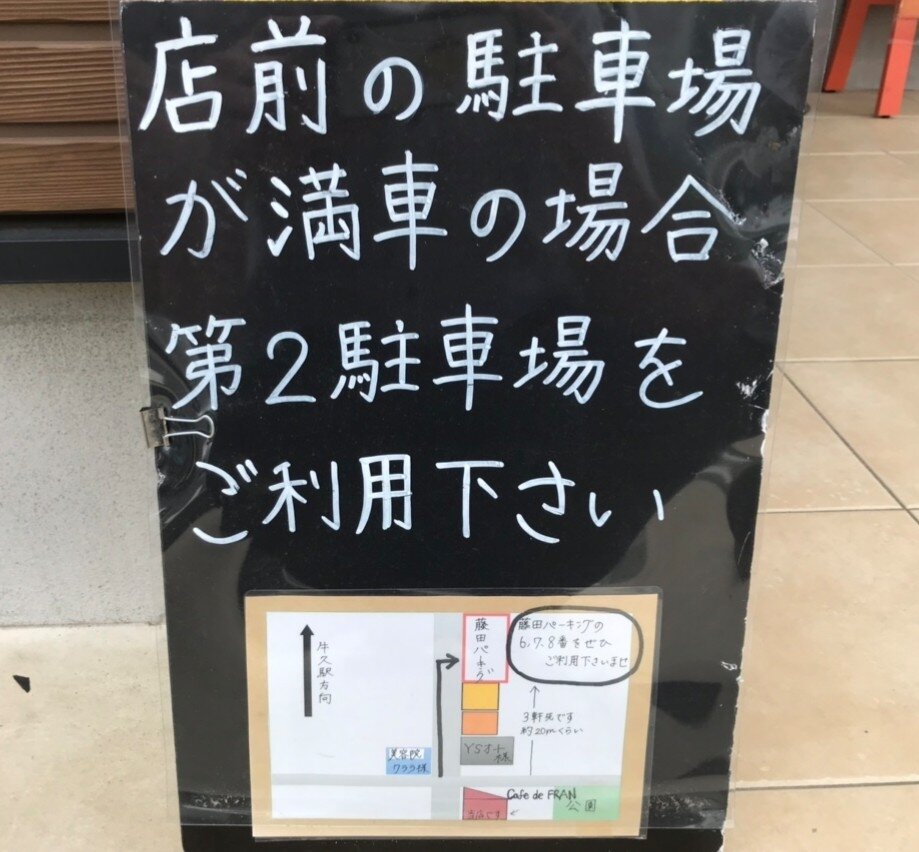 店前の駐車場
が満車の場合
第2駐車場を
ご利用下さい
牛久駅方向
藤田パーキング
藤田パーキングの
6,7,8番をぜひ
ご利用下さいませ
3軒先です
約20mくらい
YSオート様
美容院
ワララ様
Cafe de FRAN
当店です
公園